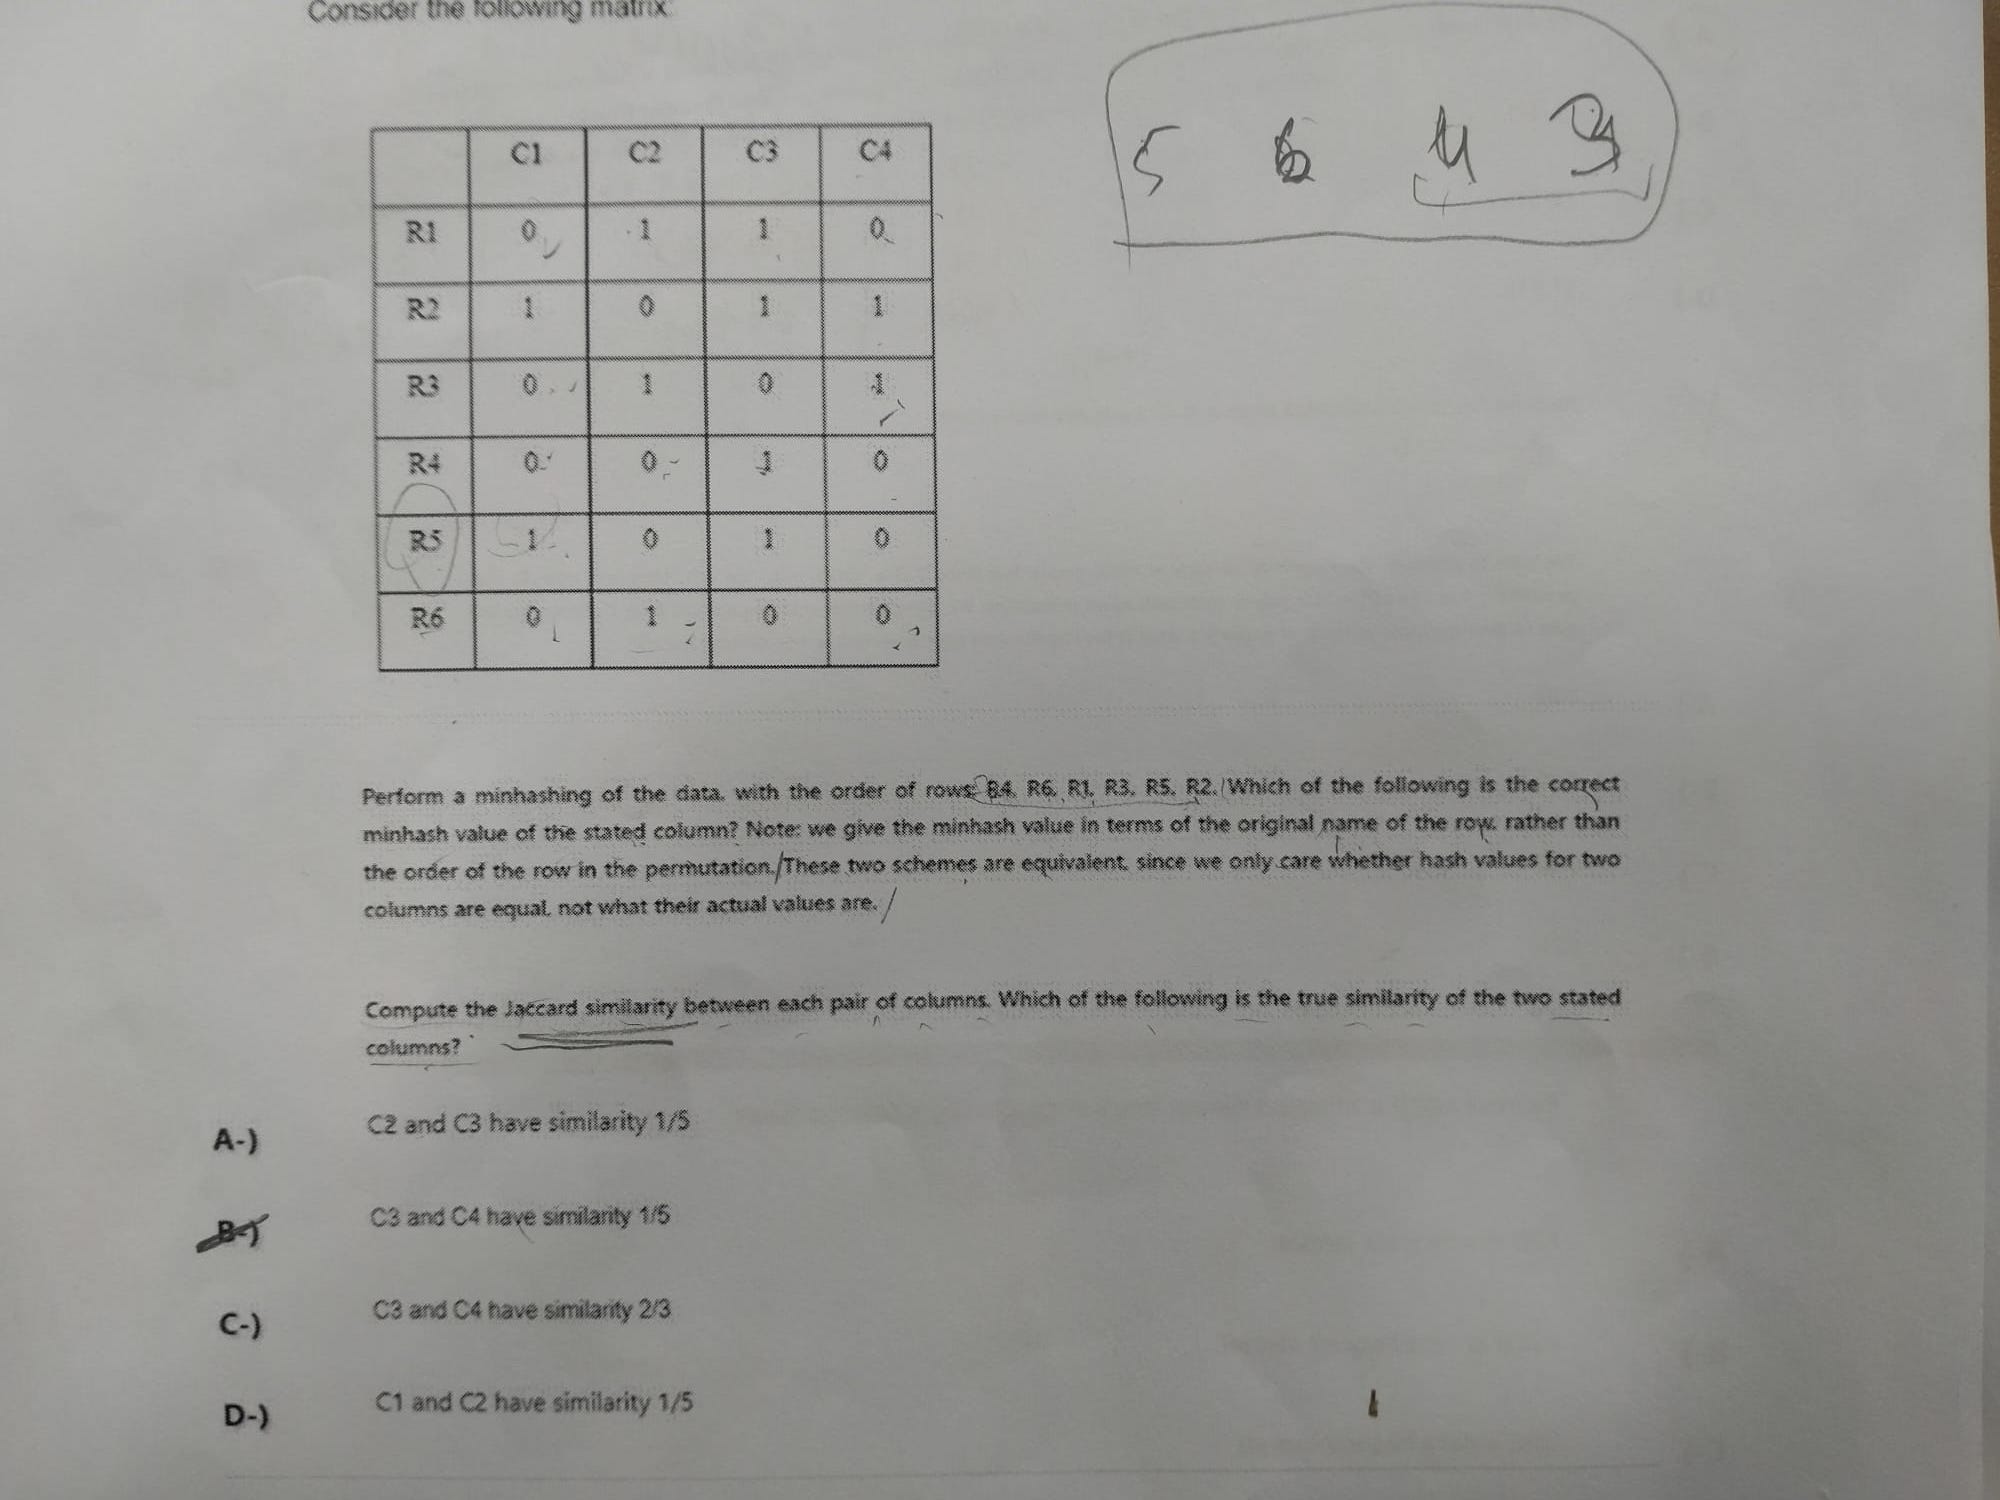 Consider the following matrix:
5 6 4 3
C1 C2 C3 C4
R1 0 1 1 0
R2 1 0 1 1
R3 0 1 0 1
R4 0 0 1 0
R5 1 0 1 0
R6 0 1 0 0
Perform a minhashing of the data, with the order of rows: R4, R6, R1, R3, R5, R2. Which of the following is the correct
minhash value of the stated column? Note: we give the minhash value in terms of the original name of the row, rather than
the order of the row in the permutation. These two schemes are equivalent, since we only care whether hash values for two
columns are equal, not what their actual values are.
Compute the Jaccard similarity between each pair of columns. Which of the following is the true similarity of the two stated
columns?
A-) C2 and C3 have similarity 1/5
B-) C3 and C4 have similarity 1/5
C-) C3 and C4 have similarity 2/3
D-) C1 and C2 have similarity 1/5